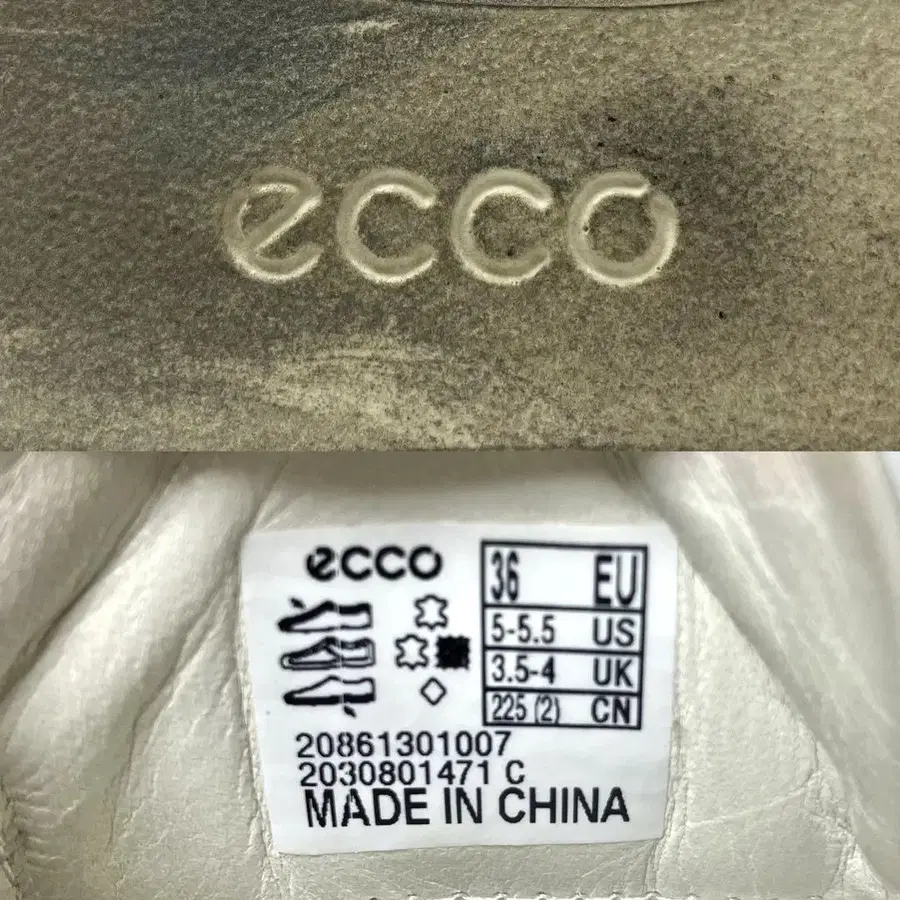 ecco
ecco
36 EU
5-5.5 US
3.5-4 UK
225 (2) CN
20861301007
2030801471 C
MADE IN CHINA